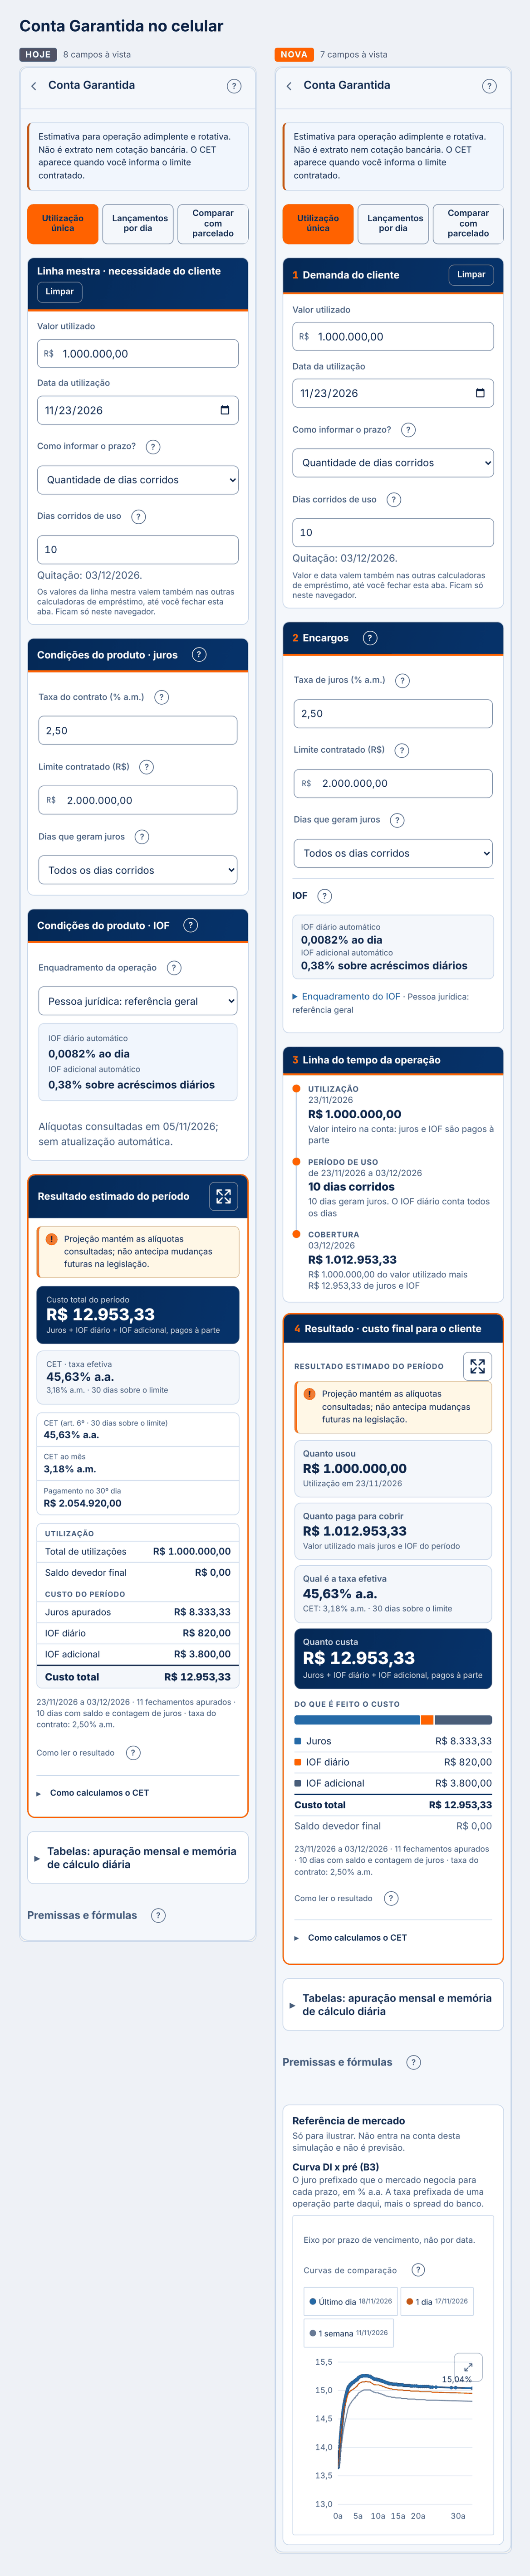 Conta Garantida no celular
HOJE 8 campos à vista
Conta Garantida ?
Estimativa para operação adimplente e rotativa.
Não é extrato nem cotação bancária. O CET
aparece quando você informa o limite
contratado.
Utilização
única
Lançamentos
por dia
Comparar
com
parcelado
Linha mestra · necessidade do cliente
Limpar
Valor utilizado
R$ 1.000.000,00
Data da utilização
11/23/2026
Como informar o prazo? ?
Quantidade de dias corridos
Dias corridos de uso ?
10
Quitação: 03/12/2026.
Os valores da linha mestra valem também nas outras
calculadoras de empréstimo, até você fechar esta
aba. Ficam só neste navegador.
Condições do produto · juros ?
Taxa do contrato (% a.m.) ?
2,50
Limite contratado (R$) ?
R$ 2.000.000,00
Dias que geram juros ?
Todos os dias corridos
Condições do produto · IOF ?
Enquadramento da operação ?
Pessoa jurídica: referência geral
IOF diário automático
0,0082% ao dia
IOF adicional automático
0,38% sobre acréscimos diários
Alíquotas consultadas em 05/11/2026;
sem atualização automática.
Resultado estimado do período
! Projeção mantém as alíquotas
consultadas; não antecipa mudanças
futuras na legislação.
Custo total do período
R$ 12.953,33
Juros + IOF diário + IOF adicional, pagos à parte
CET · taxa efetiva
45,63% a.a.
3,18% a.m. · 30 dias sobre o limite
CET (art. 6º · 30 dias sobre o limite)
45,63% a.a.
CET ao mês
3,18% a.m.
Pagamento no 30º dia
R$ 2.054.920,00
UTILIZAÇÃO
Total de utilizações R$ 1.000.000,00
Saldo devedor final R$ 0,00
CUSTO DO PERÍODO
Juros apurados R$ 8.333,33
IOF diário R$ 820,00
IOF adicional R$ 3.800,00
Custo total R$ 12.953,33
23/11/2026 a 03/12/2026 · 11 fechamentos apurados ·
10 dias com saldo e contagem de juros · taxa do
contrato: 2,50% a.m.
Como ler o resultado ?
Como calculamos o CET
Tabelas: apuração mensal e memória
de cálculo diária
Premissas e fórmulas ?
NOVA 7 campos à vista
Conta Garantida ?
Estimativa para operação adimplente e rotativa.
Não é extrato nem cotação bancária. O CET
aparece quando você informa o limite
contratado.
Utilização
única
Lançamentos
por dia
Comparar
com
parcelado
1 Demanda do cliente Limpar
Valor utilizado
R$ 1.000.000,00
Data da utilização
11/23/2026
Como informar o prazo? ?
Quantidade de dias corridos
Dias corridos de uso ?
10
Quitação: 03/12/2026.
Valor e data valem também nas outras calculadoras
de empréstimo, até você fechar esta aba. Ficam só
neste navegador.
2 Encargos ?
Taxa de juros (% a.m.) ?
2,50
Limite contratado (R$) ?
R$ 2.000.000,00
Dias que geram juros ?
Todos os dias corridos
IOF ?
IOF diário automático
0,0082% ao dia
IOF adicional automático
0,38% sobre acréscimos diários
Enquadramento do IOF · Pessoa jurídica:
referência geral
3 Linha do tempo da operação
UTILIZAÇÃO
23/11/2026
R$ 1.000.000,00
Valor inteiro na conta: juros e IOF são pagos à
parte
PERÍODO DE USO
de 23/11/2026 a 03/12/2026
10 dias corridos
10 dias geram juros. O IOF diário conta todos
os dias
COBERTURA
03/12/2026
R$ 1.012.953,33
R$ 1.000.000,00 do valor utilizado mais
R$ 12.953,33 de juros e IOF
4 Resultado · custo final para o cliente
RESULTADO ESTIMADO DO PERÍODO
! Projeção mantém as alíquotas
consultadas; não antecipa mudanças
futuras na legislação.
Quanto usou
R$ 1.000.000,00
Utilização em 23/11/2026
Quanto paga para cobrir
R$ 1.012.953,33
Valor utilizado mais juros e IOF do período
Qual é a taxa efetiva
45,63% a.a.
CET: 3,18% a.m. · 30 dias sobre o limite
Quanto custa
R$ 12.953,33
Juros + IOF diário + IOF adicional, pagos à parte
DO QUE É FEITO O CUSTO
Juros R$ 8.333,33
IOF diário R$ 820,00
IOF adicional R$ 3.800,00
Custo total R$ 12.953,33
Saldo devedor final R$ 0,00
23/11/2026 a 03/12/2026 · 11 fechamentos apurados
· 10 dias com saldo e contagem de juros · taxa do
contrato: 2,50% a.m.
Como ler o resultado ?
Como calculamos o CET
Tabelas: apuração mensal e memória
de cálculo diária
Premissas e fórmulas ?
Referência de mercado
Só para ilustrar. Não entra na conta desta
simulação e não é previsão.
Curva DI x pré (B3)
O juro prefixado que o mercado negocia para
cada prazo, em % a.a. A taxa prefixada de uma
operação parte daqui, mais o spread do banco.
Eixo por prazo de vencimento, não por data.
Curvas de comparação ?
Último dia 18/11/2026
1 dia 17/11/2026
1 semana 11/11/2026
15,04%
15,5
15,0
14,5
14,0
13,5
13,0
0a 5a 10a 15a 20a 30a